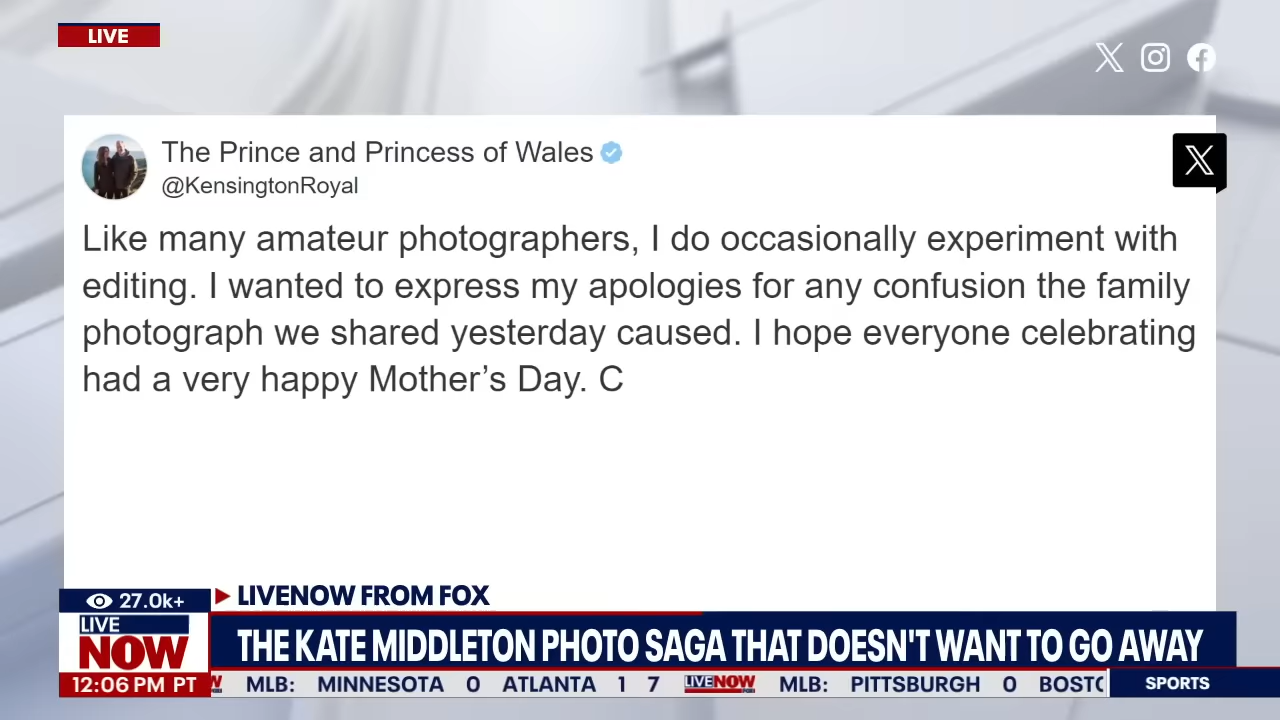 LIVE
The Prince and Princess of Wales
@KensingtonRoyal
Like many amateur photographers, I do occasionally experiment with
editing. I wanted to express my apologies for any confusion the family
photograph we shared yesterday caused. I hope everyone celebrating
had a very happy Mother’s Day. C
27.0k+
LIVENOW FROM FOX
LIVE
NOW
THE KATE MIDDLETON PHOTO SAGA THAT DOESN'T WANT TO GO AWAY
12:06 PM PT
MLB: MINNESOTA 0 ATLANTA 1 7 LIVENOW MLB: PITTSBURGH 0
SPORTS